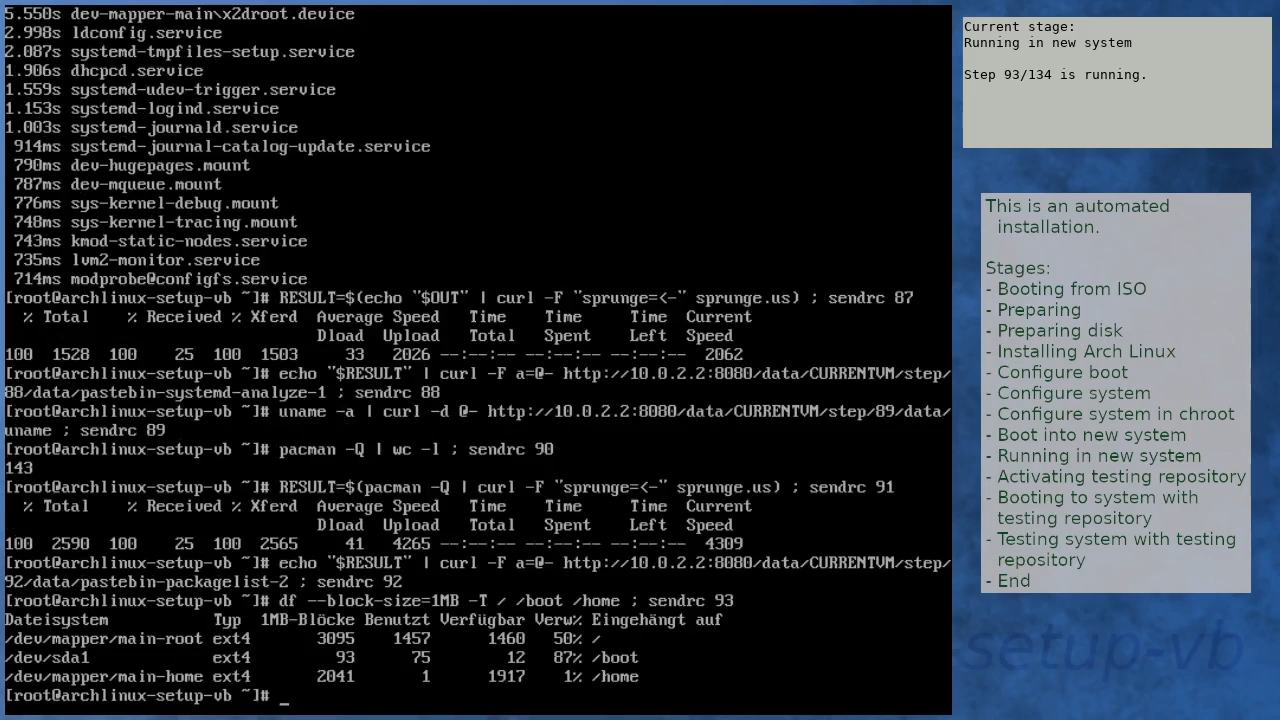 5.550s dev-mapper-main\x2droot.device
2.998s ldconfig.service
2.087s systemd-tmpfiles-setup.service
1.906s dhcpcd.service
1.559s systemd-udev-trigger.service
1.153s systemd-logind.service
1.003s systemd-journald.service
914ms systemd-journal-catalog-update.service
790ms dev-hugepages.mount
787ms dev-mqueue.mount
776ms sys-kernel-debug.mount
748ms sys-kernel-tracing.mount
743ms kmod-static-nodes.service
735ms lvm2-monitor.service
714ms modprobe@configfs.service
[root@archlinux-setup-vb ~]# RESULT=$(echo "$OUT" | curl -F "sprunge=<-" sprunge.us) ; sendrc 87
% Total    % Received % Xferd  Average Speed   Time    Time     Time  Current
Dload  Upload   Total   Spent    Left  Speed
100  1528  100    25  100  1503     33   2026 --:--:-- --:--:-- --:--:--  2062
[root@archlinux-setup-vb ~]# echo "$RESULT" | curl -F a=@- http://10.0.2.2:8080/data/CURRENTVM/step/
88/data/pastebin-systemd-analyze-1 ; sendrc 88
[root@archlinux-setup-vb ~]# uname -a | curl -d @- http://10.0.2.2:8080/data/CURRENTVM/step/89/data/
uname ; sendrc 89
[root@archlinux-setup-vb ~]# pacman -Q | wc -l ; sendrc 90
143
[root@archlinux-setup-vb ~]# RESULT=$(pacman -Q | curl -F "sprunge=<-" sprunge.us) ; sendrc 91
% Total    % Received % Xferd  Average Speed   Time    Time     Time  Current
Dload  Upload   Total   Spent    Left  Speed
100  2590  100    25  100  2565     41   4265 --:--:-- --:--:-- --:--:--  4309
[root@archlinux-setup-vb ~]# echo "$RESULT" | curl -F a=@- http://10.0.2.2:8080/data/CURRENTVM/step/
92/data/pastebin-packagelist-2 ; sendrc 92
[root@archlinux-setup-vb ~]# df --block-size=1MB -T / /boot /home ; sendrc 93
Dateisystem           Typ  1MB-Blöcke Benutzt Verfügbar Verw% Eingehängt auf
/dev/mapper/main-root ext4       3095    1457      1460   50% /
/dev/sda1             ext4         93      75        12   87% /boot
/dev/mapper/main-home ext4       2041       1      1917    1% /home
[root@archlinux-setup-vb ~]# _
Current stage:
Running in new system
Step 93/134 is running.
This is an automated
installation.
Stages:
- Booting from ISO
- Preparing
- Preparing disk
- Installing Arch Linux
- Configure boot
- Configure system
- Configure system in chroot
- Boot into new system
- Running in new system
- Activating testing repository
- Booting to system with
testing repository
- Testing system with testing
repository
- End
-setup-vb